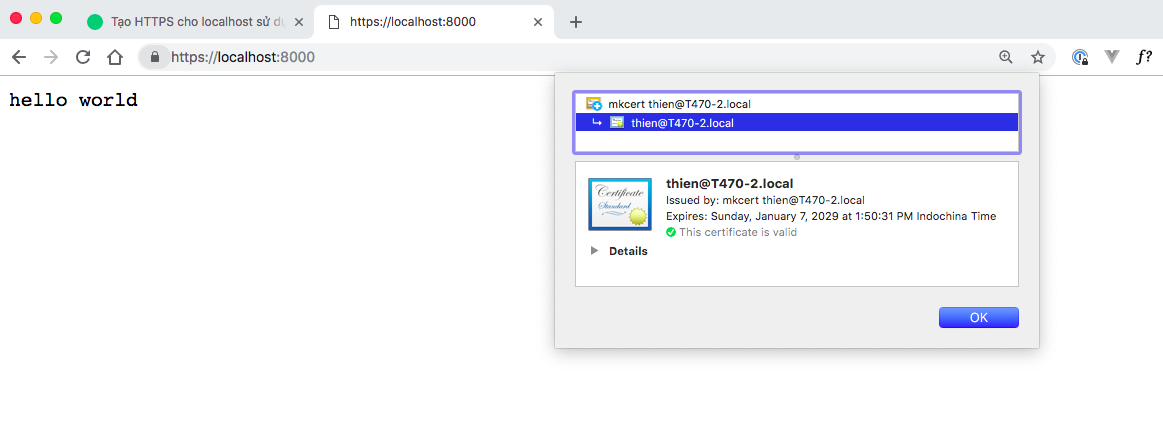 Tạo HTTPS cho localhost sử dụ
https://localhost:8000
https://localhost:8000
f?
hello world
mkcert thien@T470-2.local
thien@T470-2.local
Certificate
Standard
thien@T470-2.local
Issued by: mkcert thien@T470-2.local
Expires: Sunday, January 7, 2029 at 1:50:31 PM Indochina Time
This certificate is valid
Details
OK